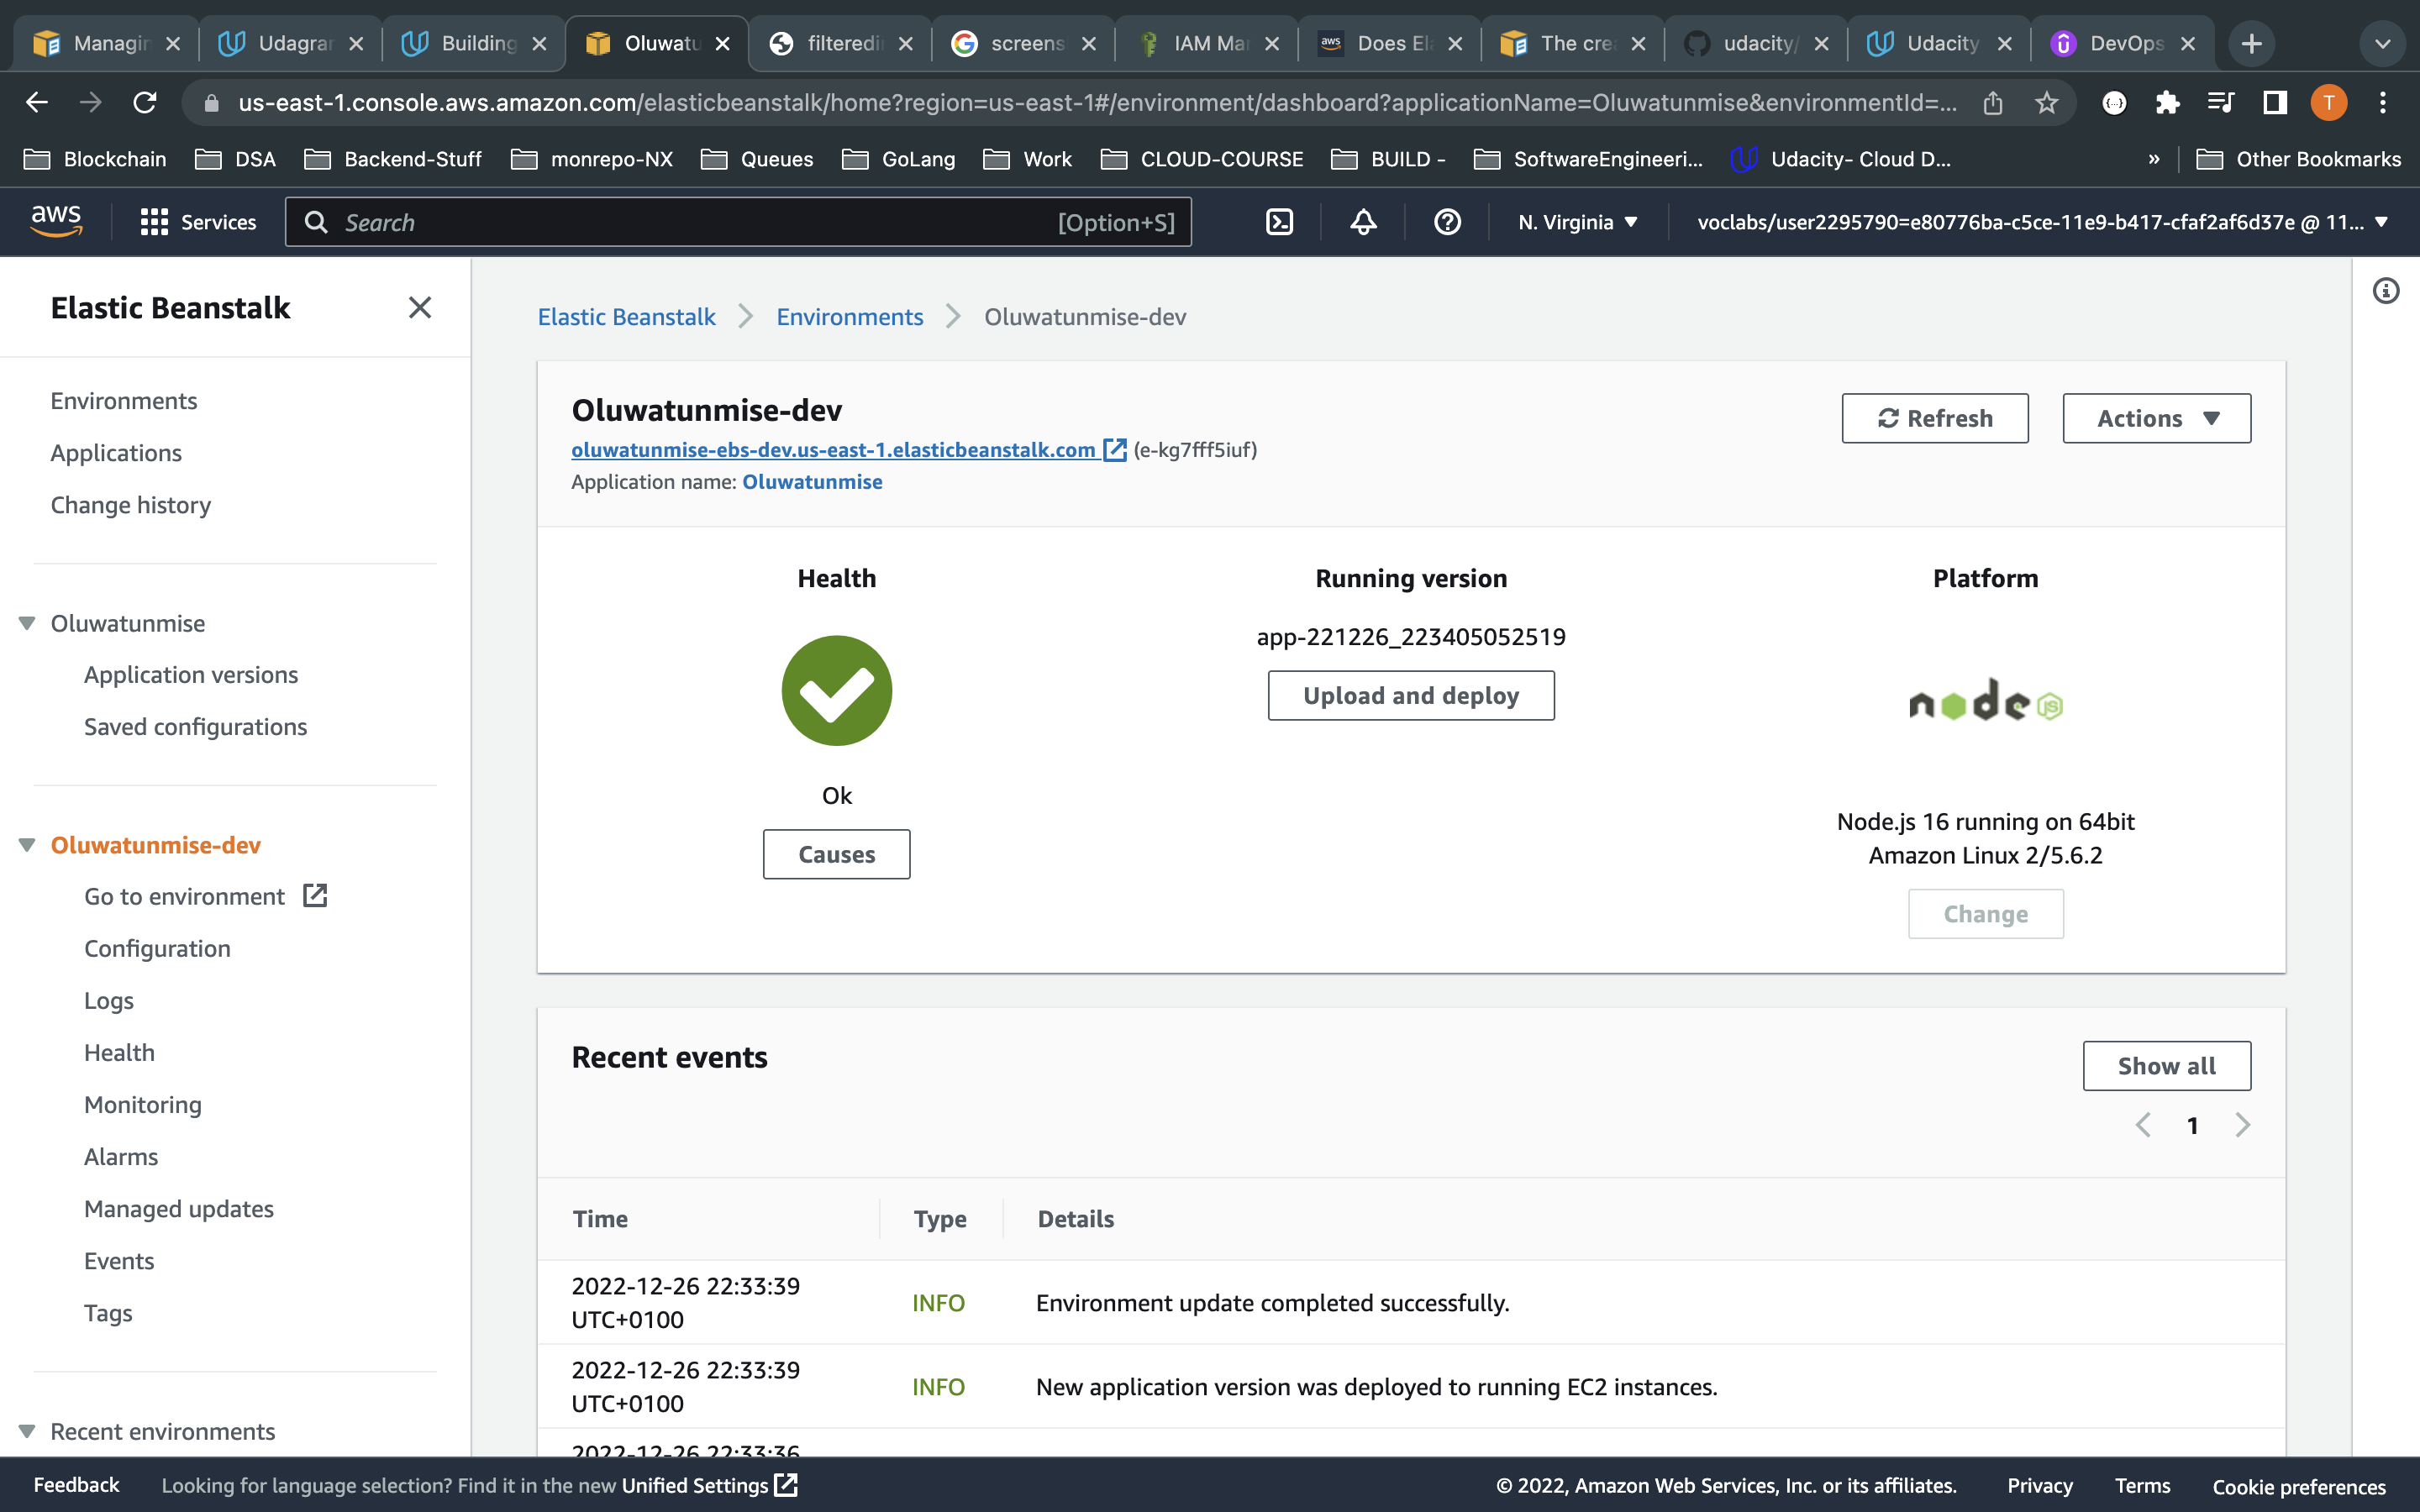 Managin
Udagran
Building
Oluwatu
filteredi
screens
IAM Ma
Does El
The cre
udacity/
Udacity
DevOps
us-east-1.console.aws.amazon.com/elasticbeanstalk/home?region=us-east-1#/environment/dashboard?applicationName=Oluwatunmise&environmentId=...
T
Blockchain
DSA
Backend-Stuff
monrepo-NX
Queues
GoLang
Work
CLOUD-COURSE
BUILD -
SoftwareEngineeri...
Udacity- Cloud D...
»
Other Bookmarks
aws
Services
Search
[Option+S]
N. Virginia
voclabs/user2295790=e80776ba-c5ce-11e9-b417-cfaf2af6d37e @ 11...
Elastic Beanstalk
Environments
Applications
Change history
Oluwatunmise
Application versions
Saved configurations
Oluwatunmise-dev
Go to environment
Configuration
Logs
Health
Monitoring
Alarms
Managed updates
Events
Tags
Recent environments
Elastic Beanstalk
Environments
Oluwatunmise-dev
Oluwatunmise-dev
oluwatunmise-ebs-dev.us-east-1.elasticbeanstalk.com (e-kg7fff5iuf)
Application name: Oluwatunmise
Refresh
Actions
Health
Ok
Causes
Running version
app-221226_223405052519
Upload and deploy
Platform
node JS
Node.js 16 running on 64bit
Amazon Linux 2/5.6.2
Change
Recent events
Show all
1
Time
Type
Details
2022-12-26 22:33:39
UTC+0100
INFO
Environment update completed successfully.
2022-12-26 22:33:39
UTC+0100
INFO
New application version was deployed to running EC2 instances.
2022-12-26 22:33:36
Feedback
Looking for language selection? Find it in the new Unified Settings
© 2022, Amazon Web Services, Inc. or its affiliates.
Privacy
Terms
Cookie preferences